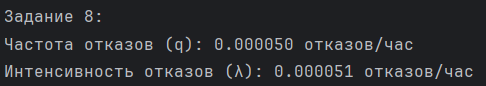 Задание 8:
Частота отказов (q): 0.000050 отказов/час
Интенсивность отказов (λ): 0.000051 отказов/час